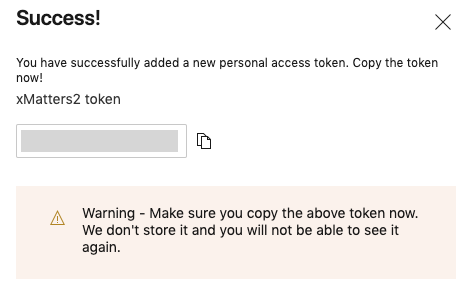 Success!
You have successfully added a new personal access token. Copy the token
now!
xMatters2 token
Warning - Make sure you copy the above token now.
We don't store it and you will not be able to see it
again.